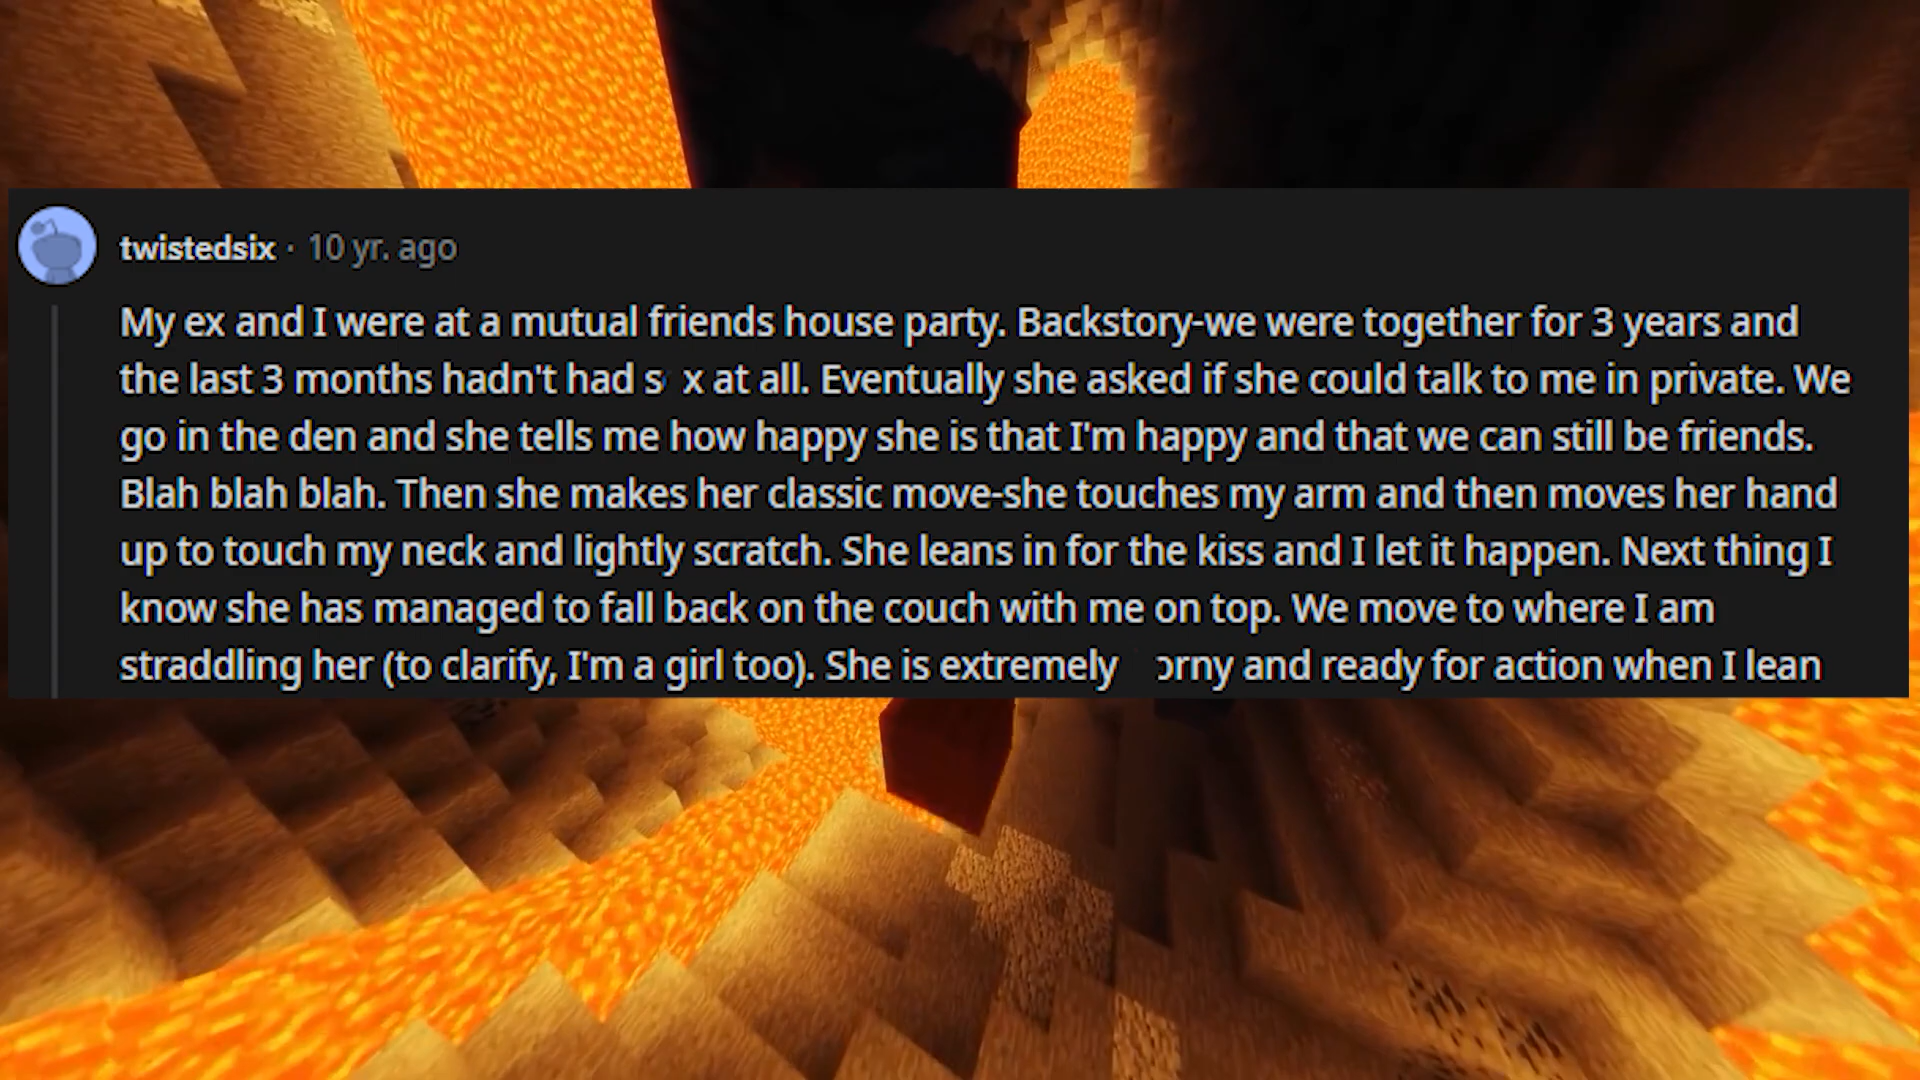 twistedsix · 10 yr. ago
My ex and I were at a mutual friends house party. Backstory-we were together for 3 years and
the last 3 months hadn't had s x at all. Eventually she asked if she could talk to me in private. We
go in the den and she tells me how happy she is that I'm happy and that we can still be friends.
Blah blah blah. Then she makes her classic move-she touches my arm and then moves her hand
up to touch my neck and lightly scratch. She leans in for the kiss and I let it happen. Next thing I
know she has managed to fall back on the couch with me on top. We move to where I am
straddling her (to clarify, I'm a girl too). She is extremely orny and ready for action when I lean